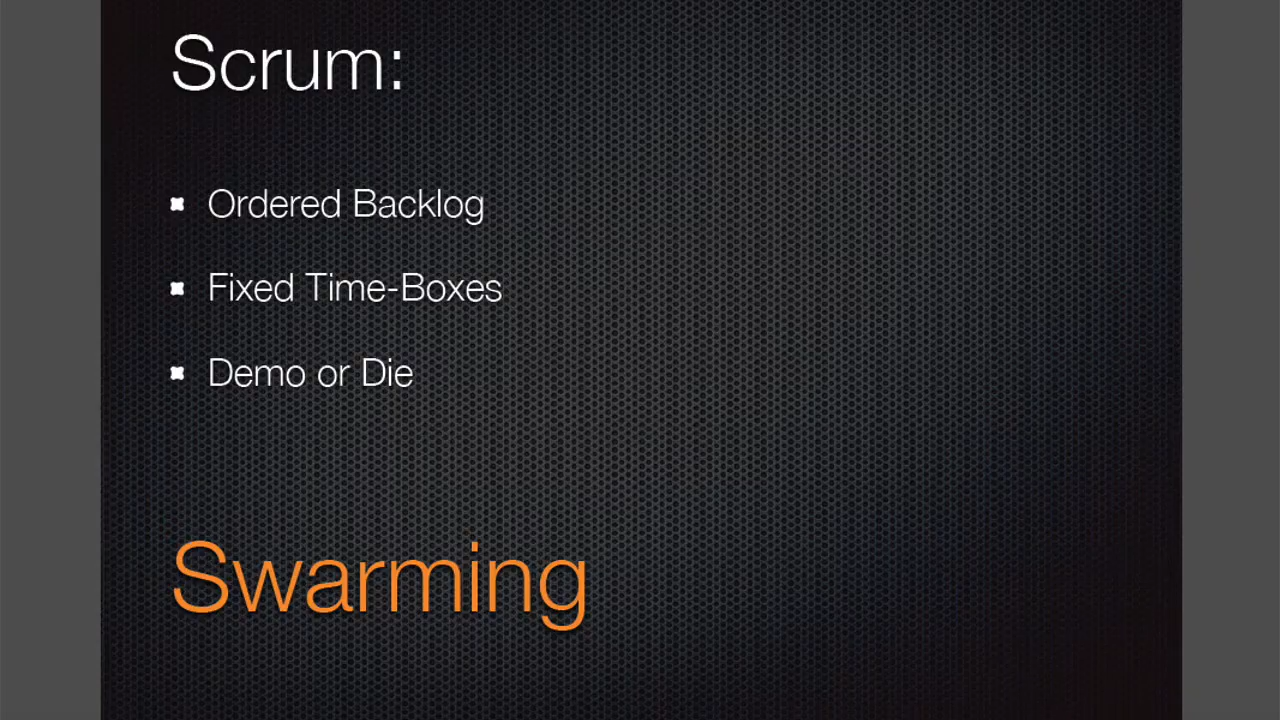 Scrum:
Ordered Backlog
Fixed Time-Boxes
Demo or Die
Swarming